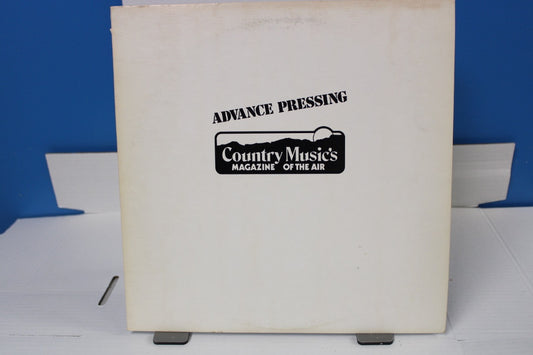 ADVANCE PRESSING
Country Music's
MAGAZINE OF THE AIR